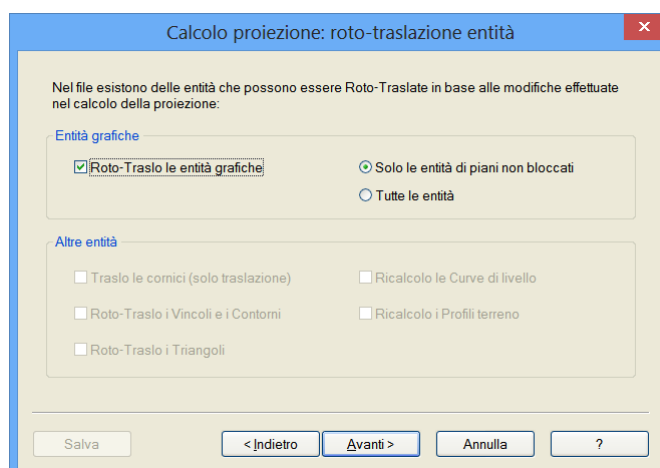 Calcolo proiezione: roto-traslazione entità
x
Nel file esistono delle entità che possono essere Roto-Traslate in base alle modifiche effettuate
nel calcolo della proiezione:
Entità grafiche
Roto-Traslo le entità grafiche
Solo le entità di piani non bloccati
Tutte le entità
Altre entità
Traslo le cornici (solo traslazione)
Ricalcolo le Curve di livello
Roto-Traslo i Vincoli e i Contorni
Ricalcolo i Profili terreno
Roto-Traslo i Triangoli
Salva
< Indietro
Avanti >
Annulla
?